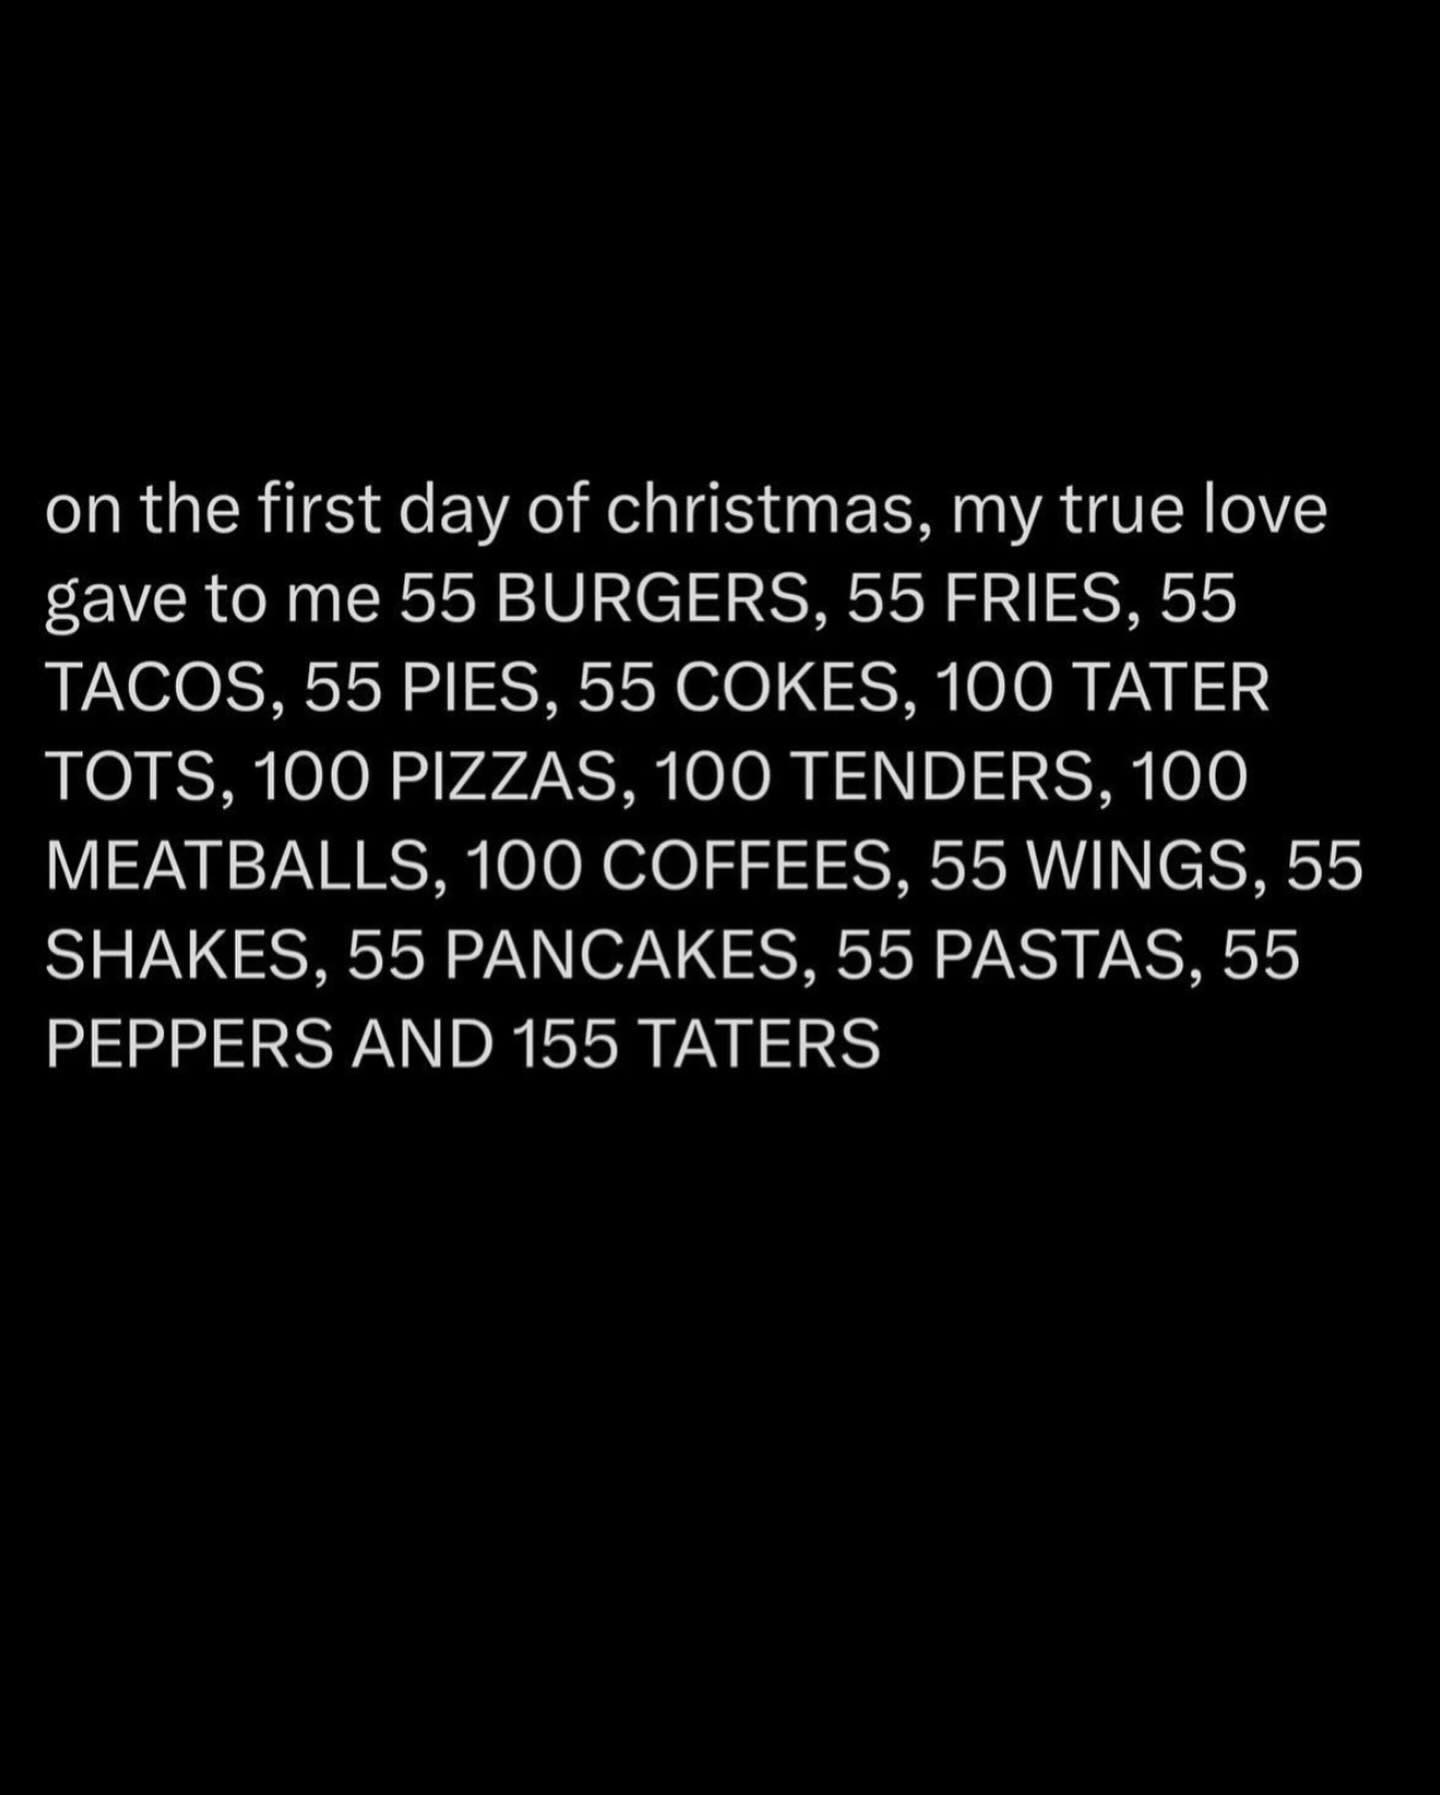 on the first day of christmas, my true love
gave to me 55 BURGERS, 55 FRIES, 55
TACOS, 55 PIES, 55 COKES, 100 TATER
TOTS, 100 PIZZAS, 100 TENDERS, 100
MEATBALLS, 100 COFFEES, 55 WINGS, 55
SHAKES, 55 PANCAKES, 55 PASTAS, 55
PEPPERS AND 155 TATERS